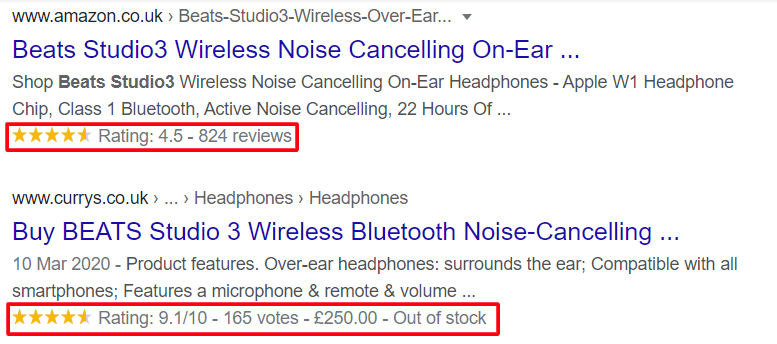 www.amazon.co.uk › Beats-Studio3-Wireless-Over-Ear...
Beats Studio3 Wireless Noise Cancelling On-Ear ...
Shop Beats Studio3 Wireless Noise Cancelling On-Ear Headphones - Apple W1 Headphone
Chip, Class 1 Bluetooth, Active Noise Cancelling, 22 Hours Of ...
Rating: 4.5 - 824 reviews
www.currys.co.uk › ... › Headphones › Headphones
Buy BEATS Studio 3 Wireless Bluetooth Noise-Cancelling ...
10 Mar 2020 - Product features. Over-ear headphones: surrounds the ear; Compatible with all
smartphones; Features a microphone & remote & volume ...
Rating: 9.1/10 - 165 votes - £250.00 - Out of stock